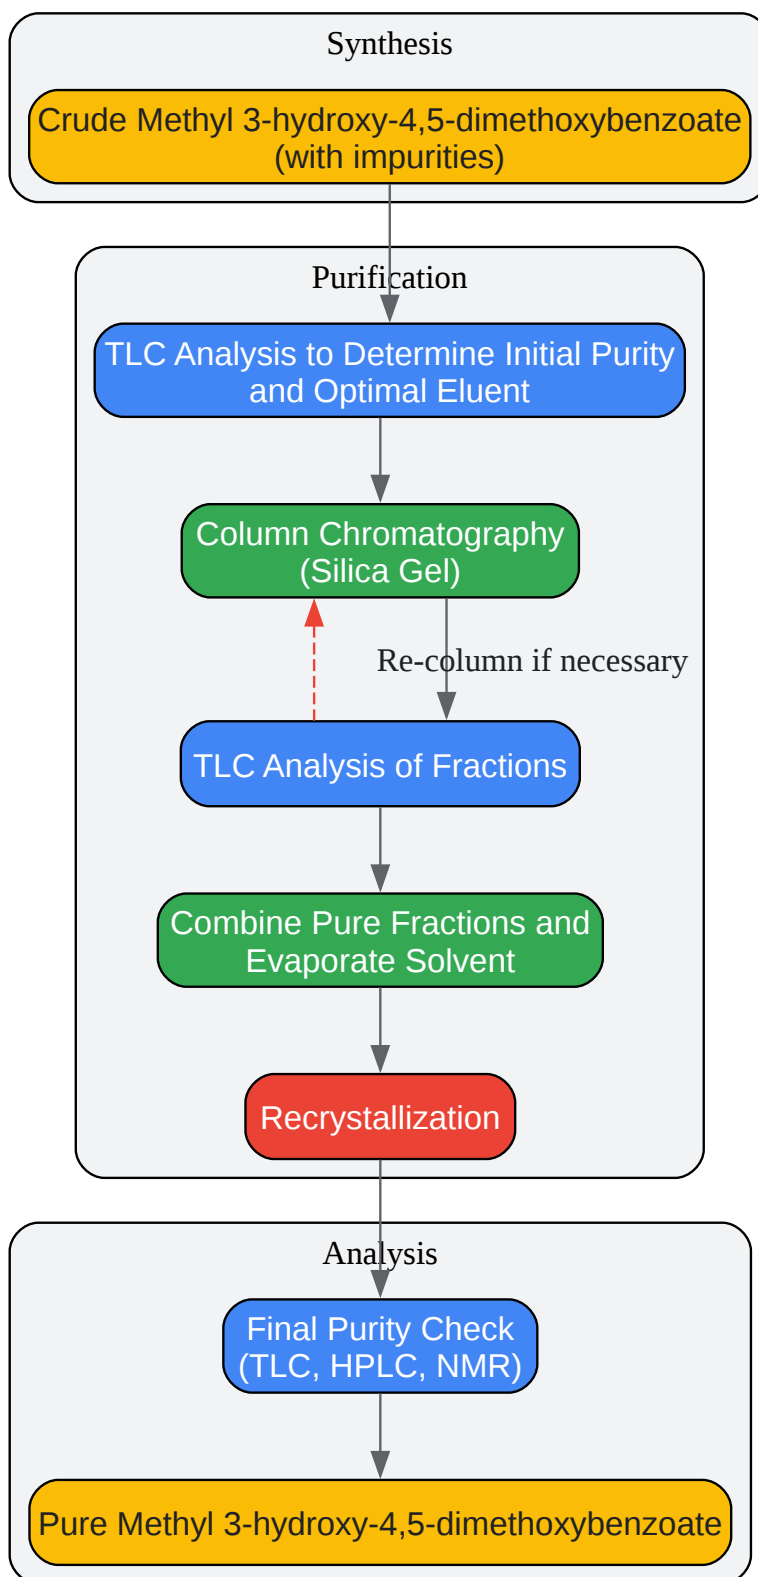 Synthesis
Crude Methyl 3-hydroxy-4,5-dimethoxybenzoate
(with impurities)
Purification
TLC Analysis to Determine Initial Purity
and Optimal Eluent
Column Chromatography
(Silica Gel)
Re-column if necessary
TLC Analysis of Fractions
Combine Pure Fractions and
Evaporate Solvent
Recrystallization
Analysis
Final Purity Check
(TLC, HPLC, NMR)
Pure Methyl 3-hydroxy-4,5-dimethoxybenzoate